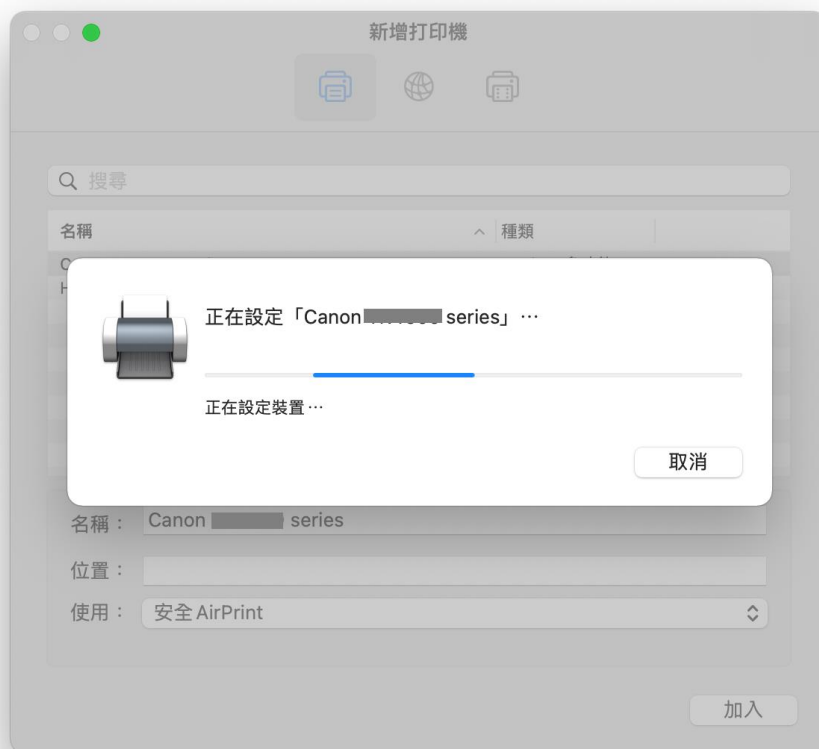 新增打印機
搜尋
名稱 種類
正在設定「Canon series」…
正在設定裝置…
取消
名稱： Canon series
位置：
使用： 安全 AirPrint
加入